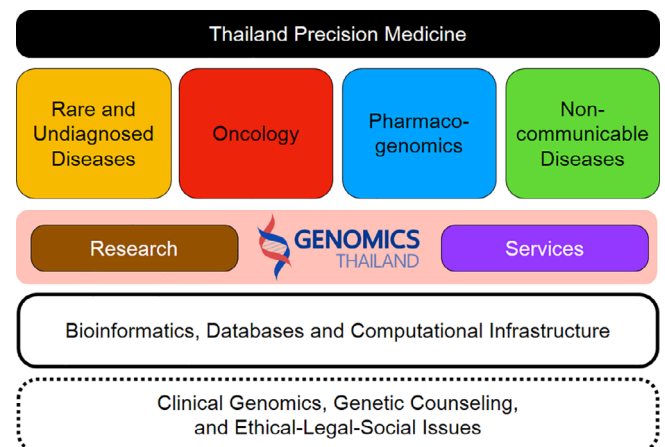 Thailand Precision Medicine
Rare and
Undiagnosed
Diseases
Oncology
Pharmaco-
genomics
Non-
communicable
Diseases
Research
GENOMICS
THAILAND
Services
Bioinformatics, Databases and Computational Infrastructure
Clinical Genomics, Genetic Counseling,
and Ethical-Legal-Social Issues